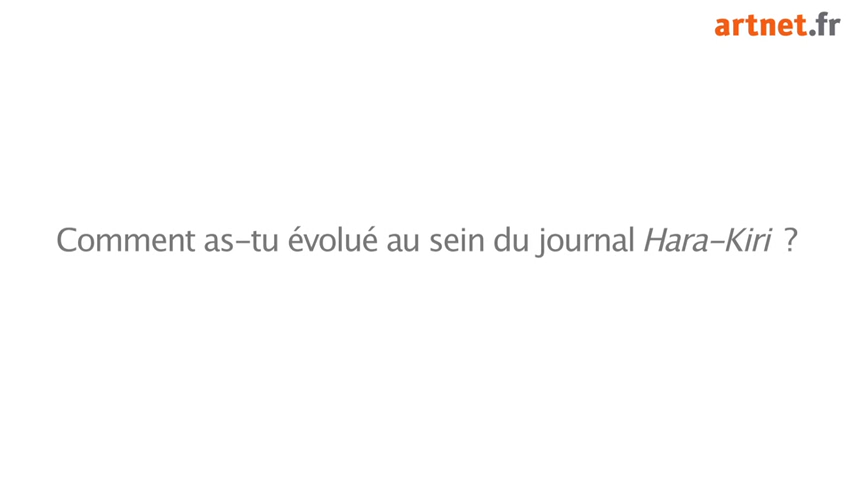 artnet.fr
Comment as-tu évolué au sein du journal Hara-Kiri ?